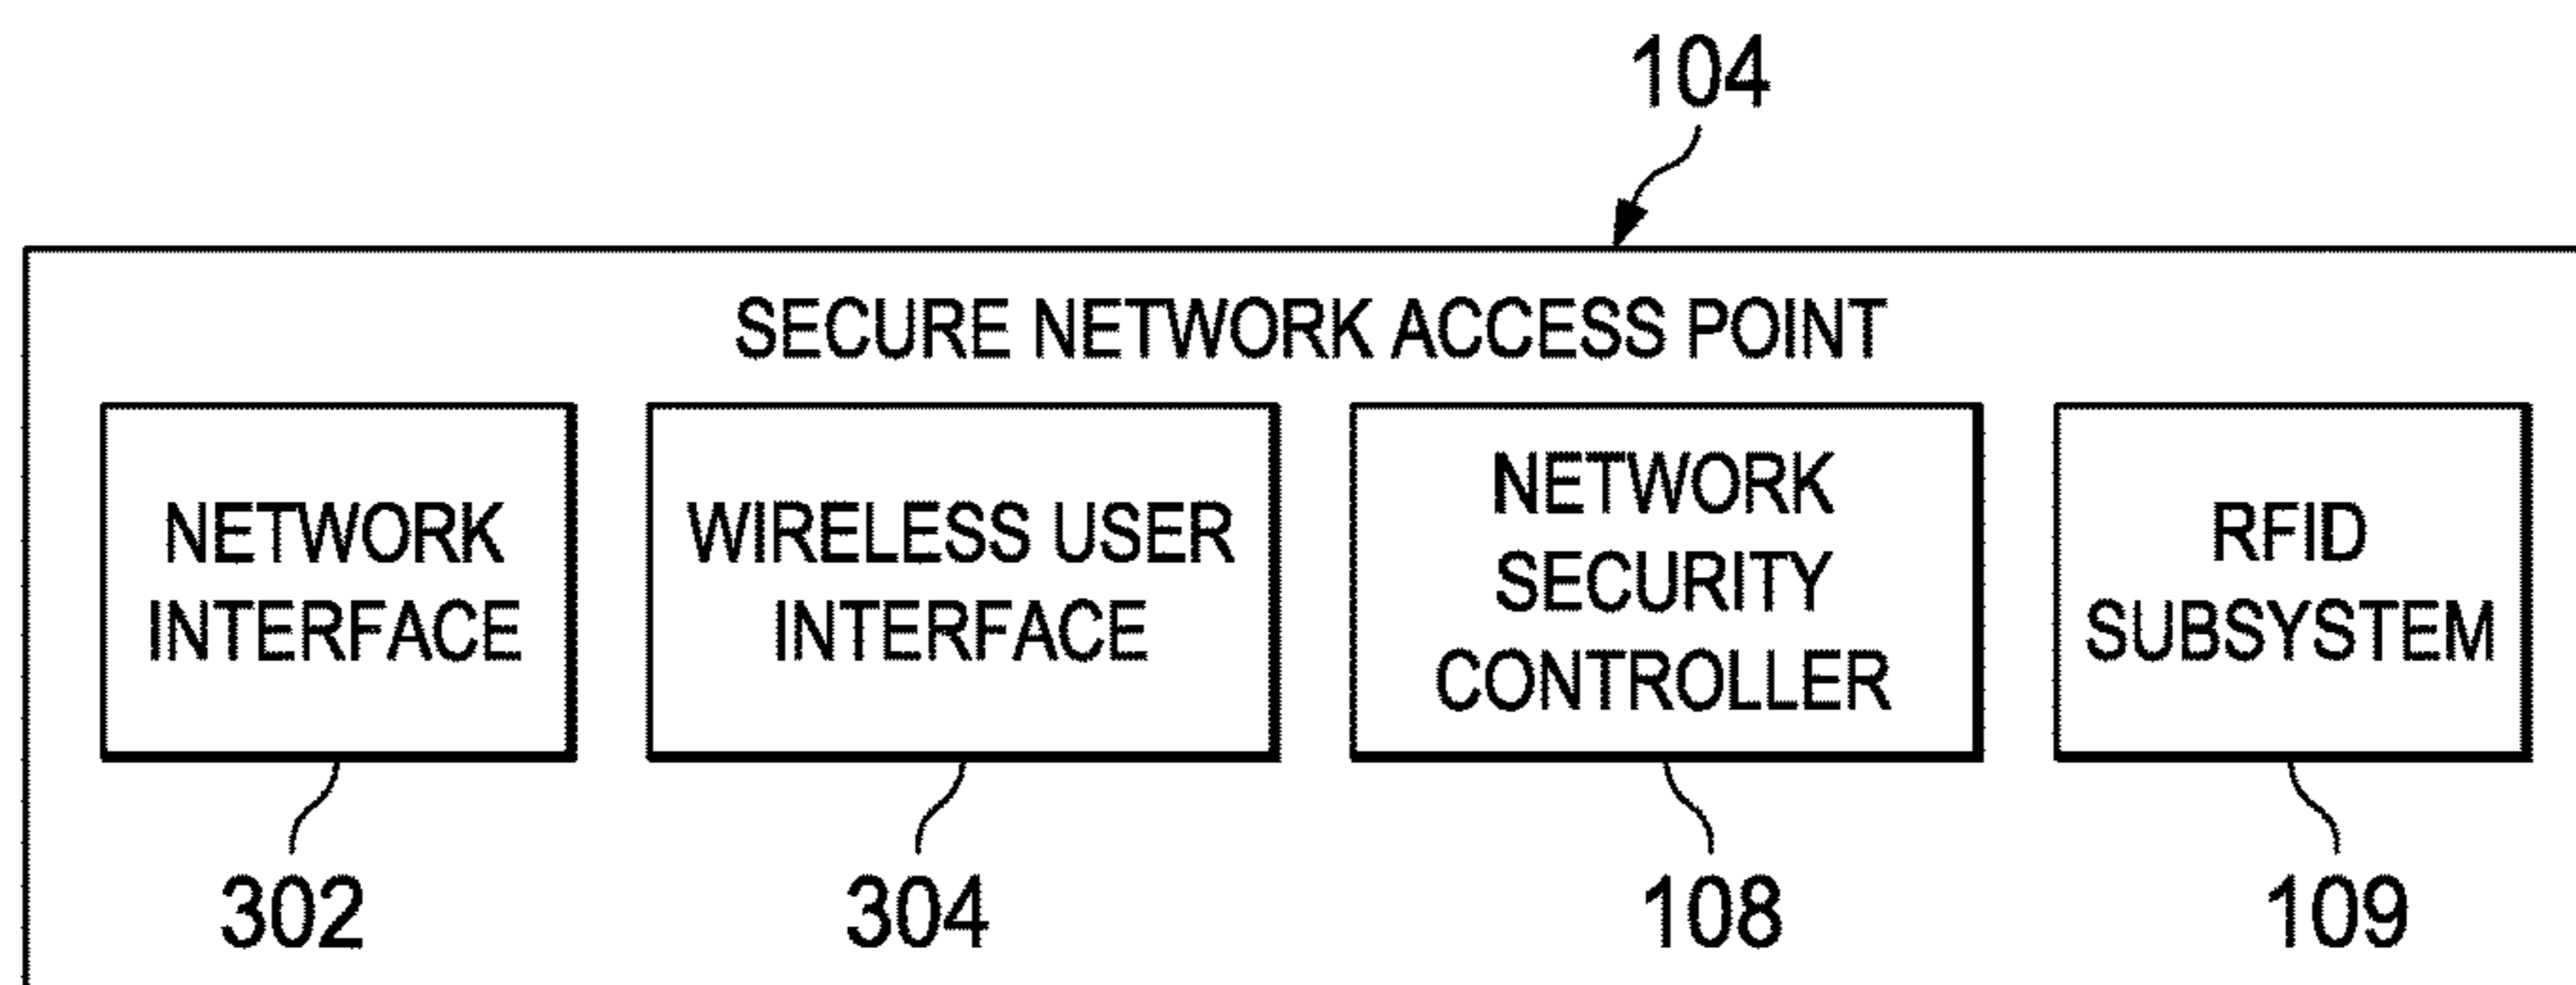 104
SECURE NETWORK ACCESS POINT
NETWORK
INTERFACE
WIRELESS USER
INTERFACE
NETWORK
SECURITY
CONTROLLER
RFID
SUBSYSTEM
302
304
108
109